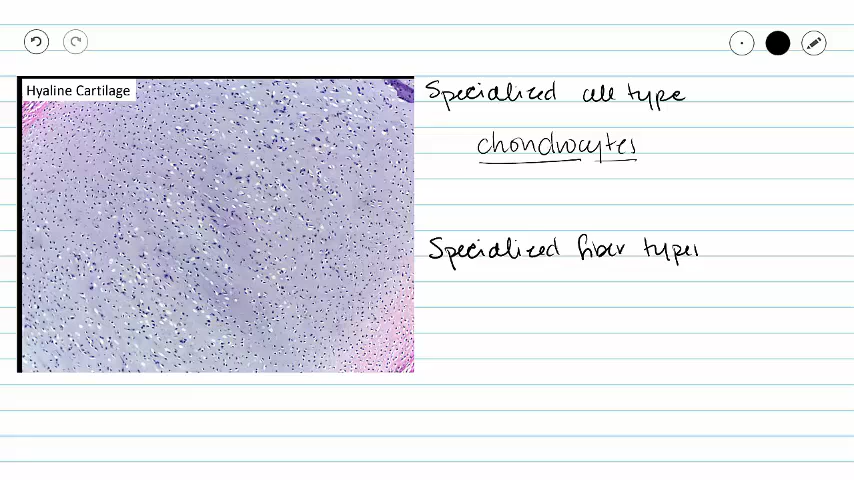 Hyaline Cartilage
Specialized cell type
chondrocytes
Specialized fiber types